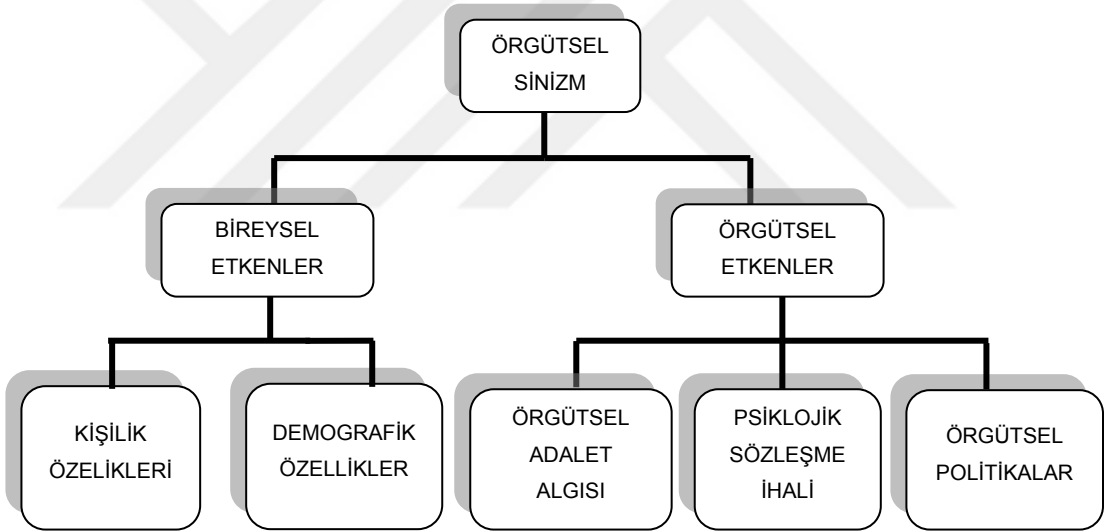 ÖRGÜTSEL
SİNİZM
BİREYSEL
ETKENLER
ÖRGÜTSEL
ETKENLER
KİŞİLİK
ÖZELİKLERİ
DEMOGRAFİK
ÖZELLİKLER
ÖRGÜTSEL
ADALET
ALGISI
PSİKLOJİK
SÖZLEŞME
İHALİ
ÖRGÜTSEL
POLİTİKALAR